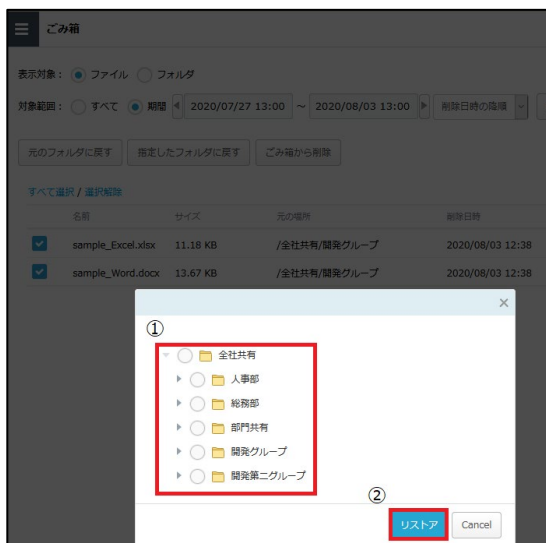 ごみ箱
表示対象： ファイル フォルダ
対象範囲： すべて 期間 2020/07/27 13:00 ~ 2020/08/03 13:00 削除日時の降順
元のフォルダに戻す 指定したフォルダに戻す ごみ箱から削除
すべて選択 / 選択解除
名前 サイズ 元の場所 削除日時
sample_Excel.xlsx 11.18 KB /全社共有/開発グループ 2020/08/03 12:38
sample_Word.docx 13.67 KB /全社共有/開発グループ 2020/08/03 12:38
×
①
全社共有
人事部
総務部
部門共有
開発グループ
開発第二グループ
②
リストア Cancel